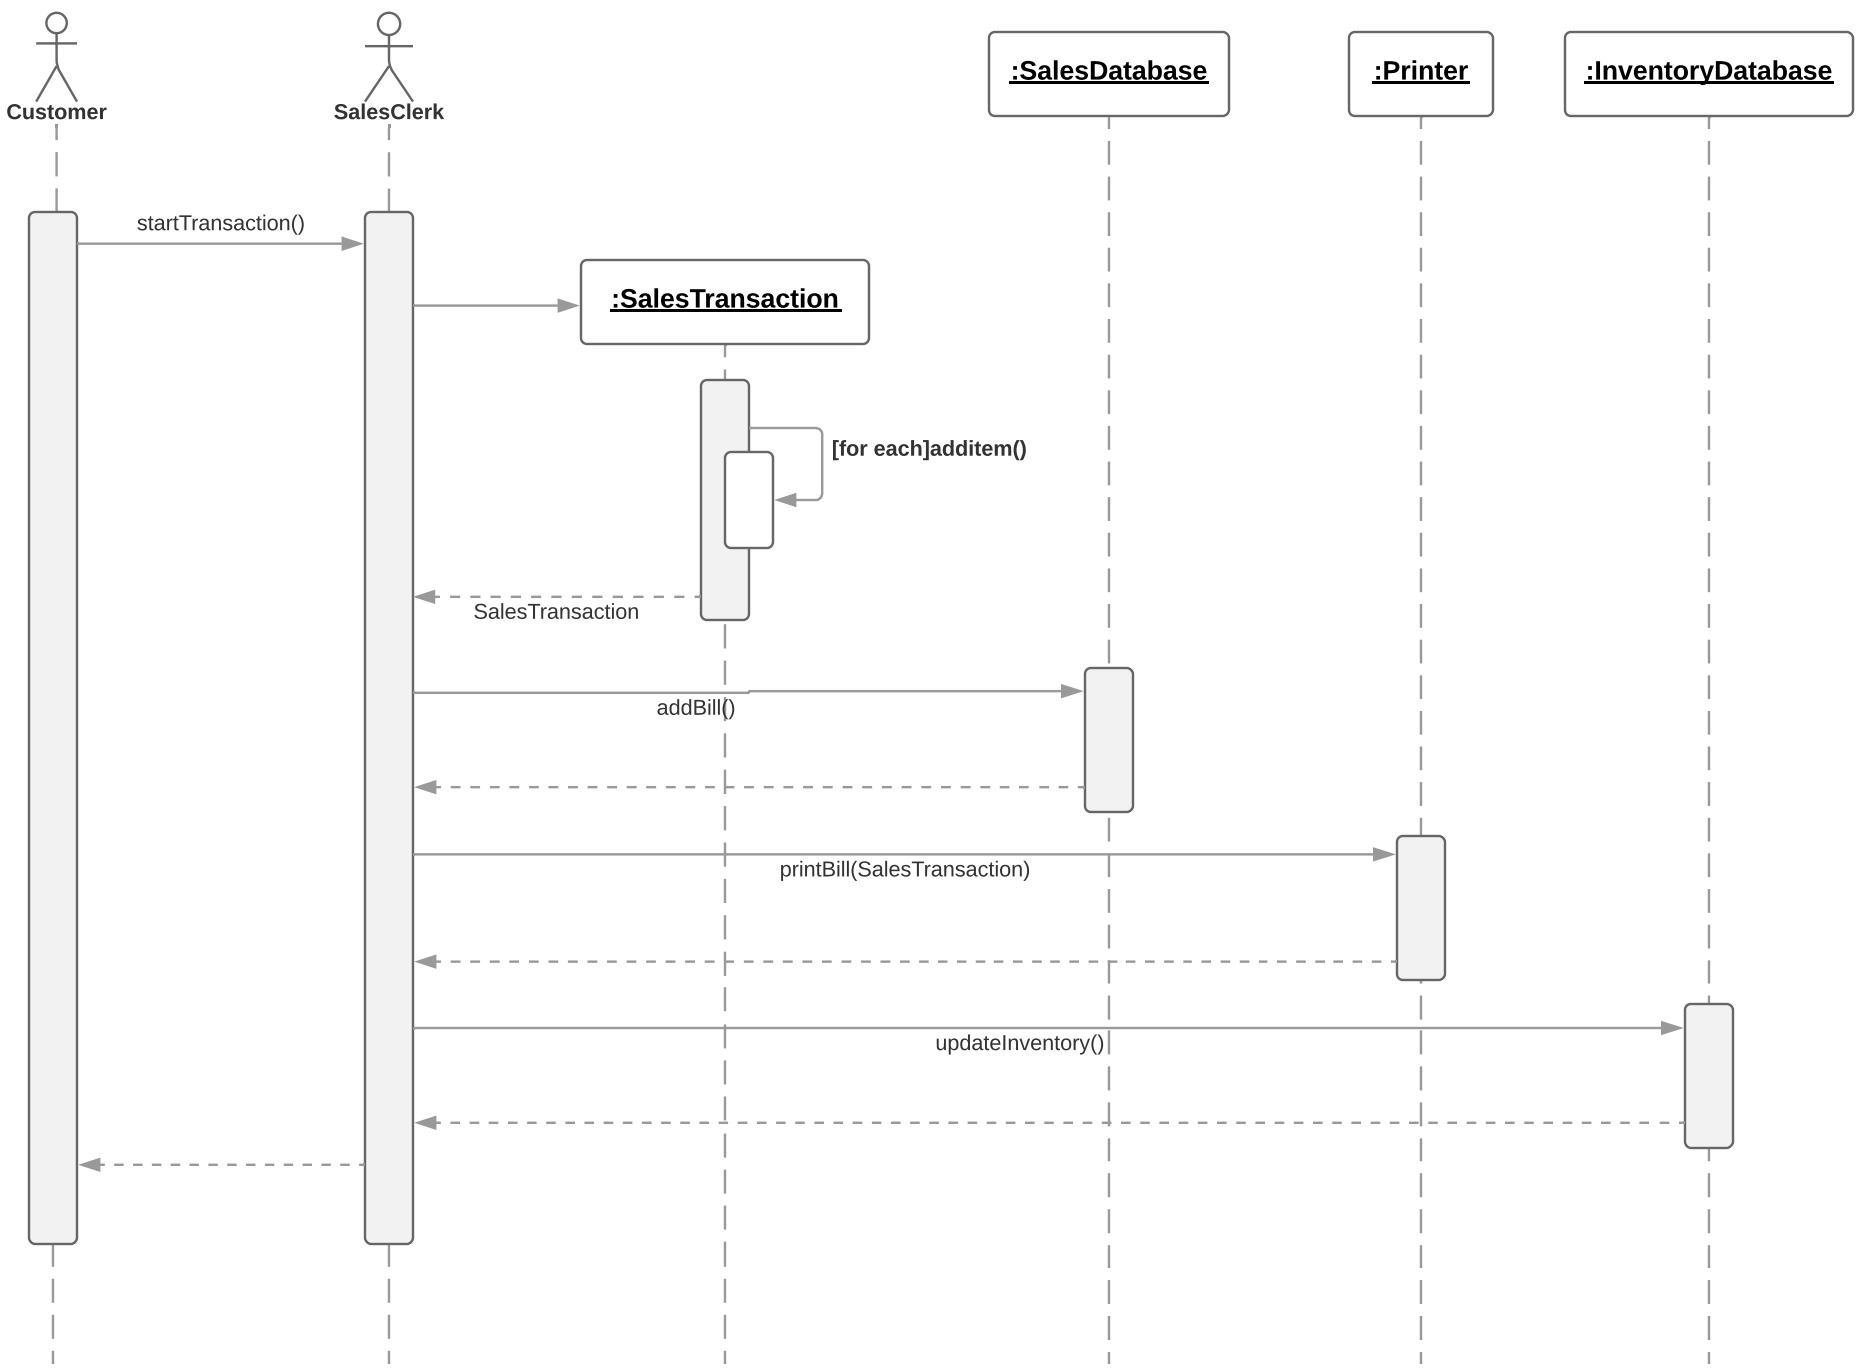 Customer
SalesClerk
:SalesDatabase
:Printer
:InventoryDatabase
startTransaction()
:SalesTransaction
[for each]additem()
SalesTransaction
addBill()
printBill(SalesTransaction)
updateInventory()